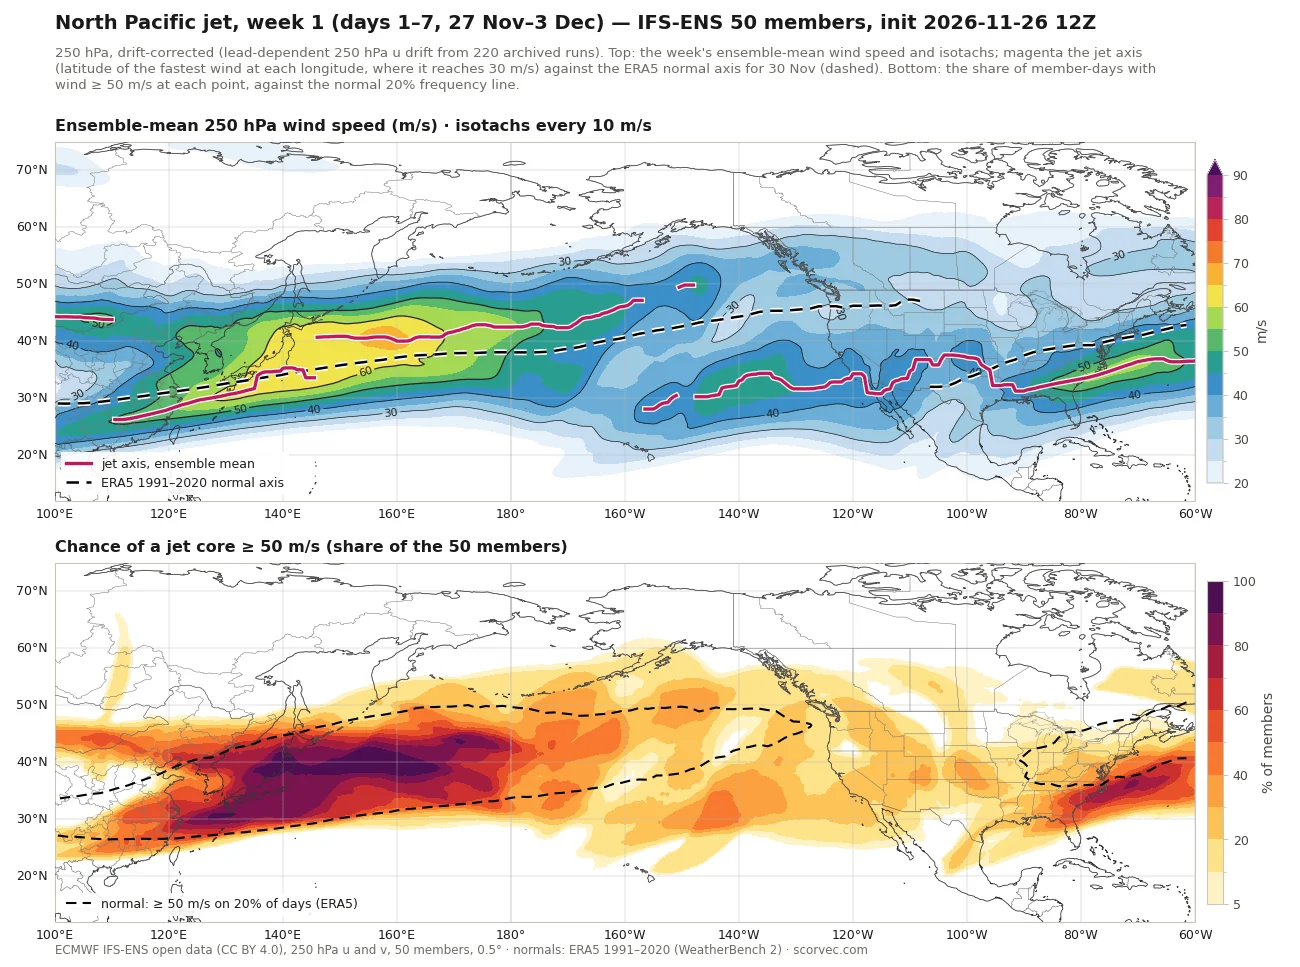 North Pacific jet, week 1 (days 1–7, 27 Nov–3 Dec) — IFS-ENS 50 members, init 2026-11-26 12Z
250 hPa, drift-corrected (lead-dependent 250 hPa u drift from 220 archived runs). Top: the week's ensemble-mean wind speed and isotachs; magenta the jet axis
(latitude of the fastest wind at each longitude, where it reaches 30 m/s) against the ERA5 normal axis for 30 Nov (dashed). Bottom: the share of member-days with
wind ≥ 50 m/s at each point, against the normal 20% frequency line.
Ensemble-mean 250 hPa wind speed (m/s) · isotachs every 10 m/s
70°N
60°N
50°N
40°N
30°N
20°N
30
50
40
30
60
50
40
30
30
30
40
30
50
40
jet axis, ensemble mean
ERA5 1991–2020 normal axis
100°E 120°E 140°E 160°E 180° 160°W 140°W 120°W 100°W 80°W 60°W
90
80
70
60
50
40
30
20
m/s
Chance of a jet core ≥ 50 m/s (share of the 50 members)
70°N
60°N
50°N
40°N
30°N
20°N
normal: ≥ 50 m/s on 20% of days (ERA5)
100°E 120°E 140°E 160°E 180° 160°W 140°W 120°W 100°W 80°W 60°W
100
80
60
40
20
5
% of members
ECMWF IFS-ENS open data (CC BY 4.0), 250 hPa u and v, 50 members, 0.5° · normals: ERA5 1991–2020 (WeatherBench 2) · scorvec.com